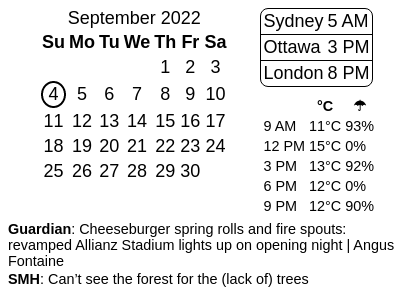 September 2022
Su Mo Tu We Th Fr Sa
1 2 3
4 5 6 7 8 9 10
11 12 13 14 15 16 17
18 19 20 21 22 23 24
25 26 27 28 29 30
Sydney 5 AM
Ottawa 3 PM
London 8 PM
°C ☂
9 AM 11°C 93%
12 PM 15°C 0%
3 PM 13°C 92%
6 PM 12°C 0%
9 PM 12°C 90%
Guardian: Cheeseburger spring rolls and fire spouts:
revamped Allianz Stadium lights up on opening night | Angus
Fontaine
SMH: Can’t see the forest for the (lack of) trees